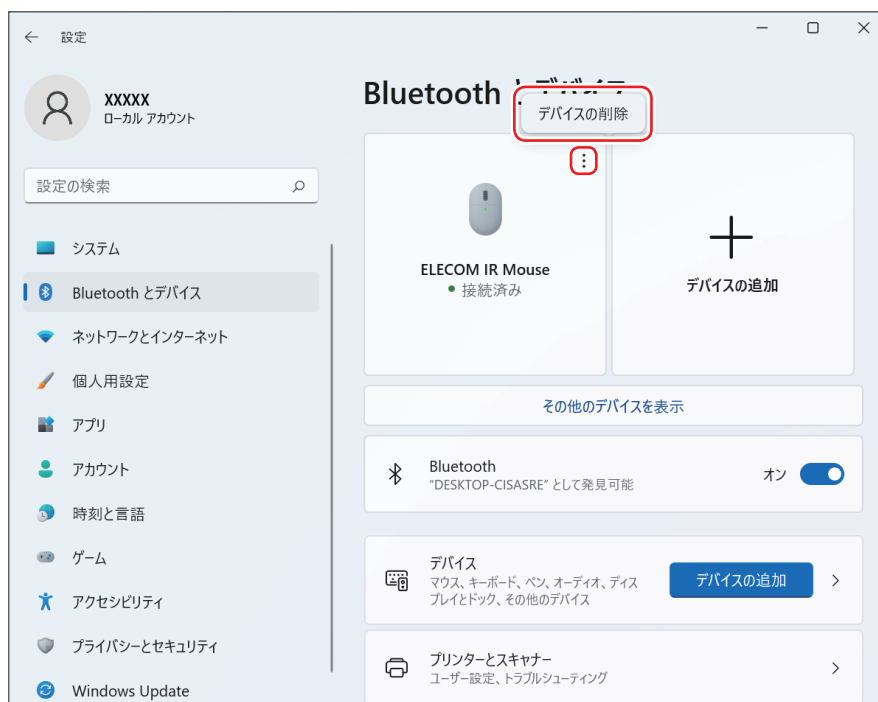 設定
XXXXX
ローカル アカウント
設定の検索
システム
Bluetooth とデバイス
ネットワークとインターネット
個人用設定
アプリ
アカウント
時刻と言語
ゲーム
アクセシビリティ
プライバシーとセキュリティ
Windows Update
Bluetooth とデバイス
デバイスの削除
ELECOM IR Mouse
接続済み
デバイスの追加
その他のデバイスを表示
Bluetooth
"DESKTOP-CISASRE" として発見可能
オン
デバイス
マウス、キーボード、ペン、オーディオ、ディス
プレイとドック、その他のデバイス
デバイスの追加
プリンターとスキャナー
ユーザー設定、トラブルシューティング